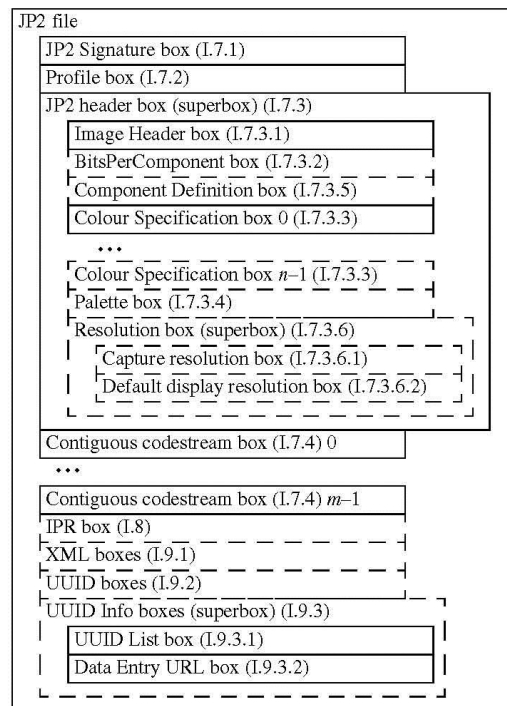 JP2 file
JP2 Signature box (I.7.1)
Profile box (I.7.2)
JP2 header box (superbox) (I.7.3)
Image Header box (I.7.3.1)
BitsPerComponent box (I.7.3.2)
Component Definition box (I.7.3.5)
Colour Specification box 0 (I.7.3.3)
•••
Colour Specification box n–1 (I.7.3.3)
Palette box (I.7.3.4)
Resolution box (superbox) (I.7.3.6)
Capture resolution box (I.7.3.6.1)
Default display resolution box (I.7.3.6.2)
Contiguous codestream box (I.7.4) 0
•••
Contiguous codestream box (I.7.4) m–1
IPR box (I.8)
XML boxes (I.9.1)
UUID boxes (I.9.2)
UUID Info boxes (superbox) (I.9.3)
UUID List box (I.9.3.1)
Data Entry URL box (I.9.3.2)